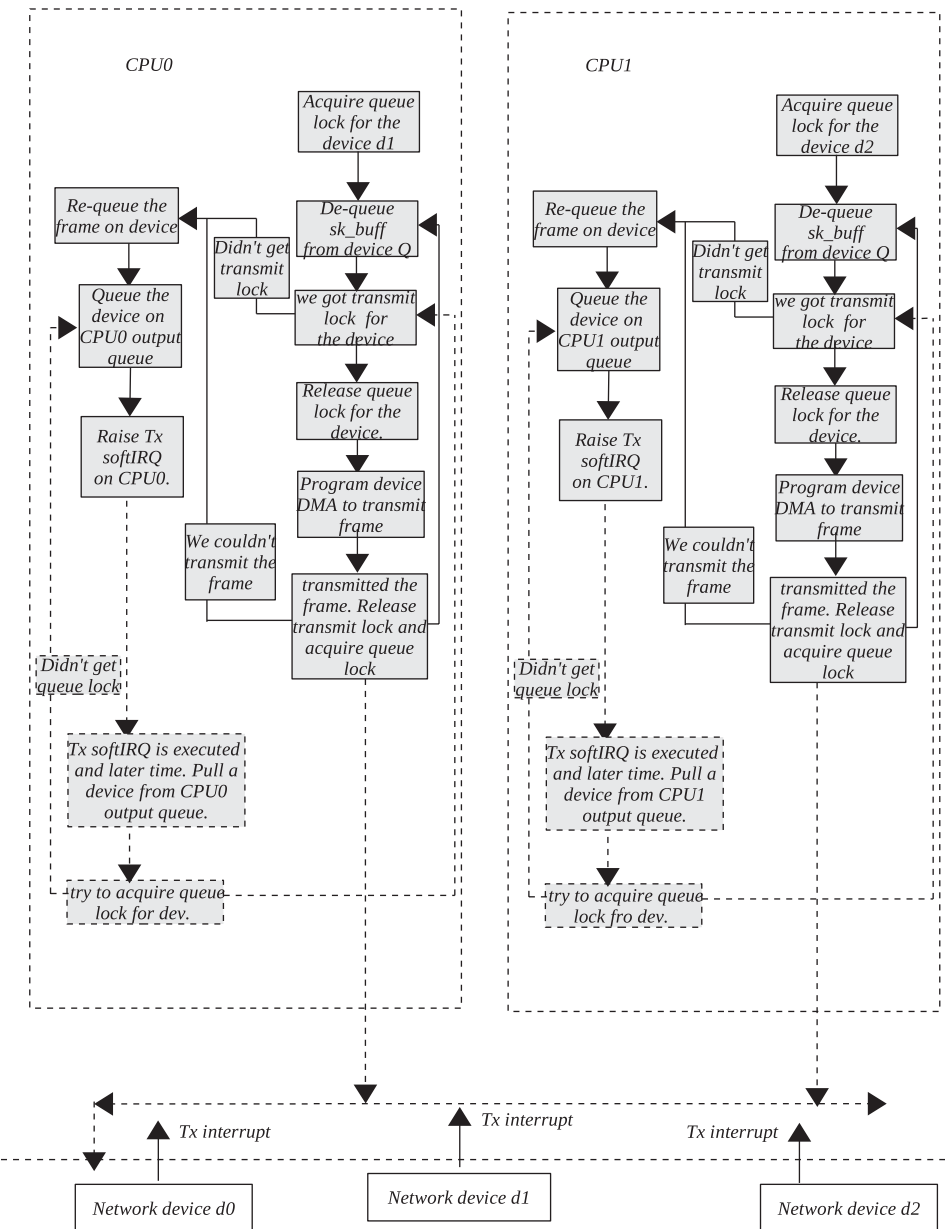 CPU0
Acquire queue
lock for the
device d1
Re-queue the
frame on device
De-queue
sk_buff
from device Q
Didn't get
transmit
lock
Queue the
device on
CPU0 output
queue
we got transmit
lock for
the device
Release queue
lock for the
device.
Raise Tx
softIRQ
on CPU0.
Program device
DMA to transmit
frame
We couldn't
transmit the
frame
transmitted the
frame. Release
transmit lock and
acquire queue
lock
Didn't get
queue lock
Tx softIRQ is executed
and later time. Pull a
device from CPU0
output queue.
try to acquire queue
lock for dev.
CPU1
Acquire queue
lock for the
device d2
Re-queue the
frame on device
De-queue
sk_buff
from device Q
Didn't get
transmit
lock
Queue the
device on
CPU1 output
queue
we got transmit
lock for
the device
Release queue
lock for the
device.
Raise Tx
softIRQ
on CPU1.
Program device
DMA to transmit
frame
We couldn't
transmit the
frame
transmitted the
frame. Release
transmit lock and
acquire queue
lock
Didn't get
queue lock
Tx softIRQ is executed
and later time. Pull a
device from CPU1
output queue.
try to acquire queue
lock fro dev.
Tx interrupt
Tx interrupt
Tx interrupt
Network device d0
Network device d1
Network device d2